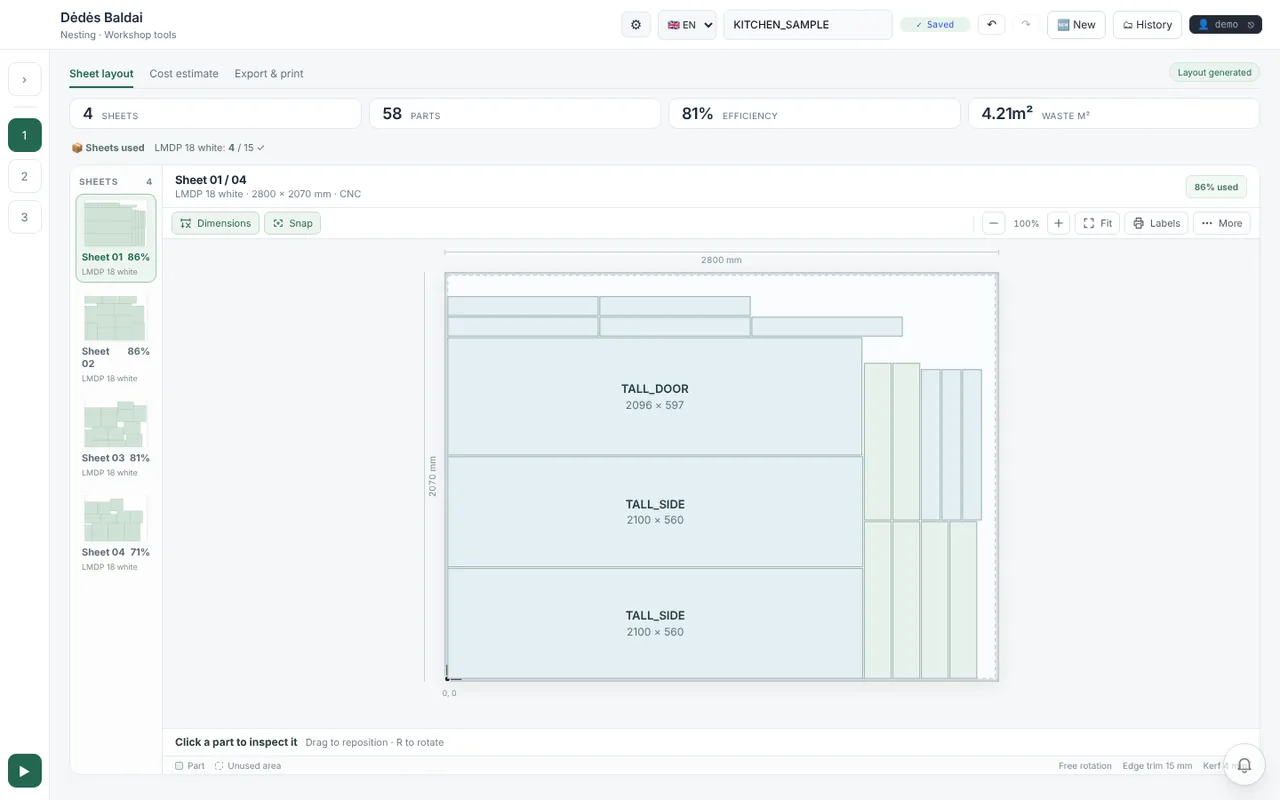 Dėdės Baldai
Nesting · Workshop tools
EN
KITCHEN_SAMPLE
✓ Saved
New
History
demo
Sheet layout
Cost estimate
Export & print
Layout generated
4 SHEETS
58 PARTS
81% EFFICIENCY
4.21m² WASTE M²
Sheets used LMDP 18 white: 4 / 15 ✓
1
2
3
SHEETS 4
Sheet 01 86%
LMDP 18 white
Sheet 02 86%
LMDP 18 white
Sheet 03 81%
LMDP 18 white
Sheet 04 71%
LMDP 18 white
Sheet 01 / 04
LMDP 18 white · 2800 × 2070 mm · CNC
86% used
Dimensions
Snap
100%
Fit
Labels
More
2800 mm
2070 mm
TALL_DOOR
2096 × 597
TALL_SIDE
2100 × 560
TALL_SIDE
2100 × 560
0, 0
Click a part to inspect it Drag to reposition · R to rotate
Part
Unused area
Free rotation
Edge trim 15 mm
Kerf